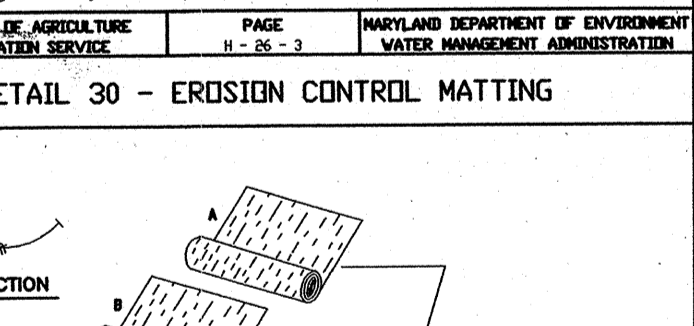 OF AGRICULTURE
ATION SERVICE
PAGE
H - 26 - 3
MARYLAND DEPARTMENT OF ENVIRONMENT
WATER MANAGEMENT ADMINISTRATION
ETAIL 30 - EROSION CONTROL MATTING
A
CTION
B